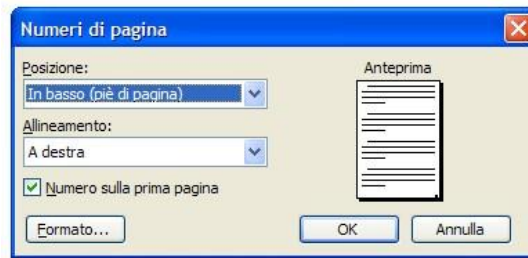 Numeri di pagina
Posizione:
In basso (piè di pagina)
Allineamento:
A destra
Numero sulla prima pagina
Anteprima
Formato...
OK
Annulla